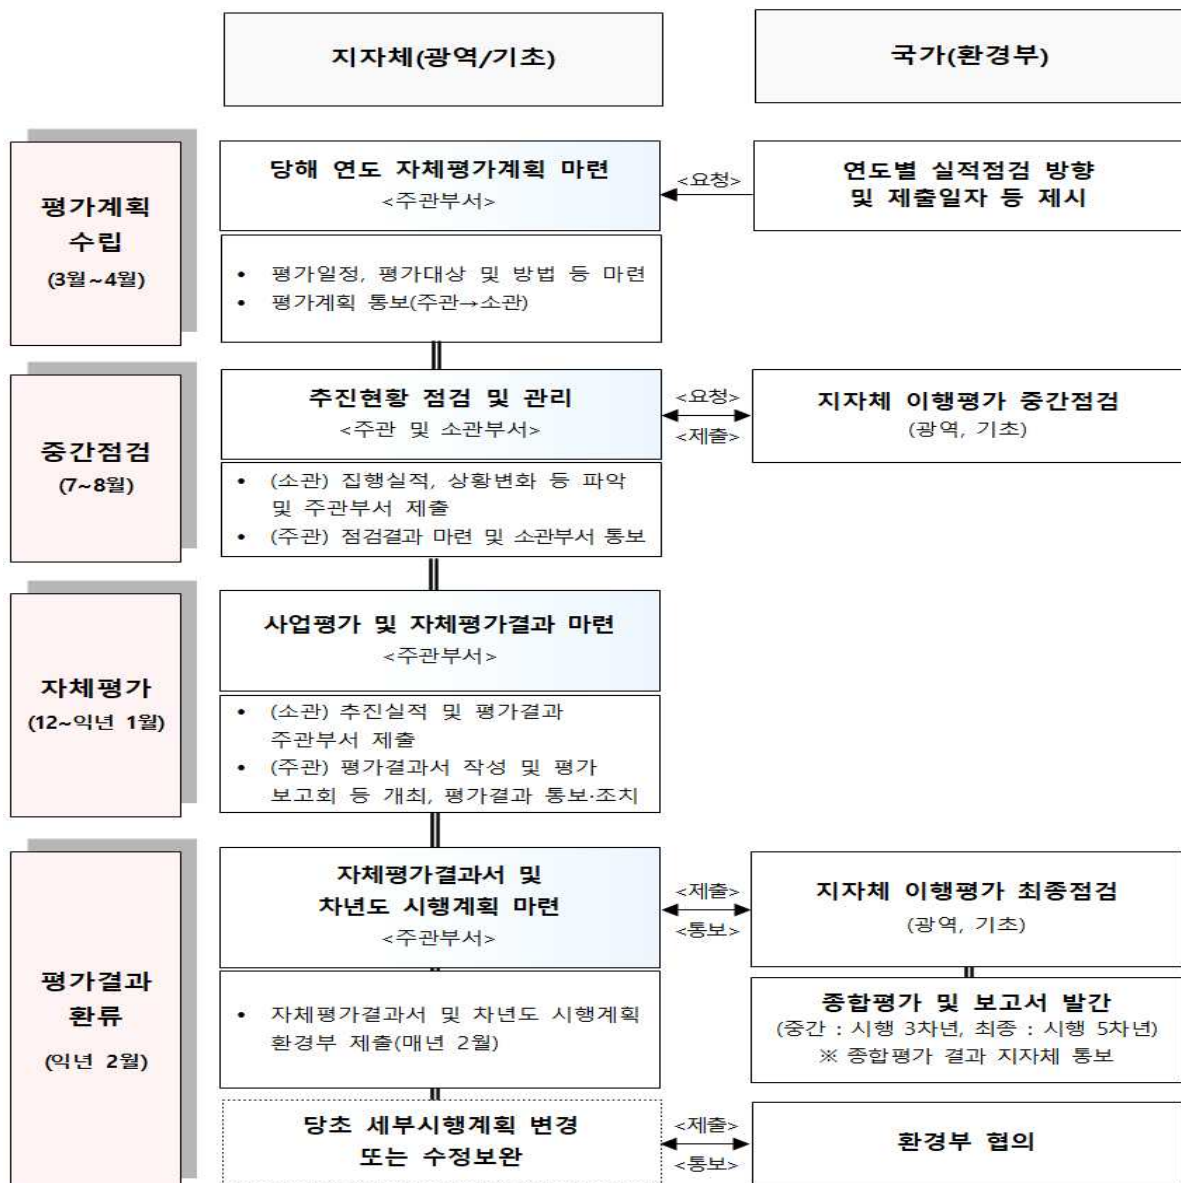 지자체(광역/기초)
국가(환경부)
평가계획
수립
(3월~4월)
당해 연도 자체평가계획 마련
<주관부서>
<요청>
연도별 실적점검 방향
및 제출일자 등 제시
• 평가일정, 평가대상 및 방법 등 마련
• 평가계획 통보(주관→소관)
중간점검
(7~8월)
추진현황 점검 및 관리
<주관 및 소관부서>
<요청>
<제출>
지자체 이행평가 중간점검
(광역, 기초)
• (소관) 집행실적, 상황변화 등 파악
및 주관부서 제출
• (주관) 점검결과 마련 및 소관부서 통보
자체평가
(12~익년 1월)
사업평가 및 자체평가결과 마련
<주관부서>
• (소관) 추진실적 및 평가결과
주관부서 제출
• (주관) 평가결과서 작성 및 평가
보고회 등 개최, 평가결과 통보·조치
평가결과
환류
(익년 2월)
자체평가결과서 및
차년도 시행계획 마련
<주관부서>
<제출>
<통보>
지자체 이행평가 최종점검
(광역, 기초)
• 자체평가결과서 및 차년도 시행계획
환경부 제출(매년 2월)
종합평가 및 보고서 발간
(중간 : 시행 3차년, 최종 : 시행 5차년)
※ 종합평가 결과 지자체 통보
당초 세부시행계획 변경
또는 수정보완
<제출>
<통보>
환경부 협의